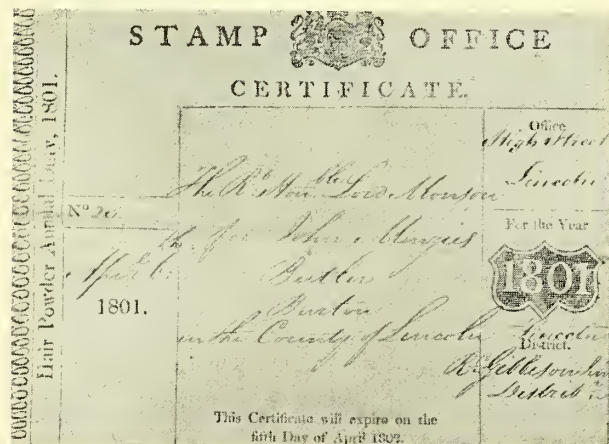 STAMP OFFICE
CERTIFICATE.
Hair Powder Annual Duty, 1801.
Nº 20
April 6
1801.
The Rt. Honble. Lord Monson
for John Menzies
Butler
Burton
in the County of Lincoln
This Certificate will expire on the
fifth Day of April 1802.
Office
High Street
Lincoln
For the Year
1801
Lincoln
District.